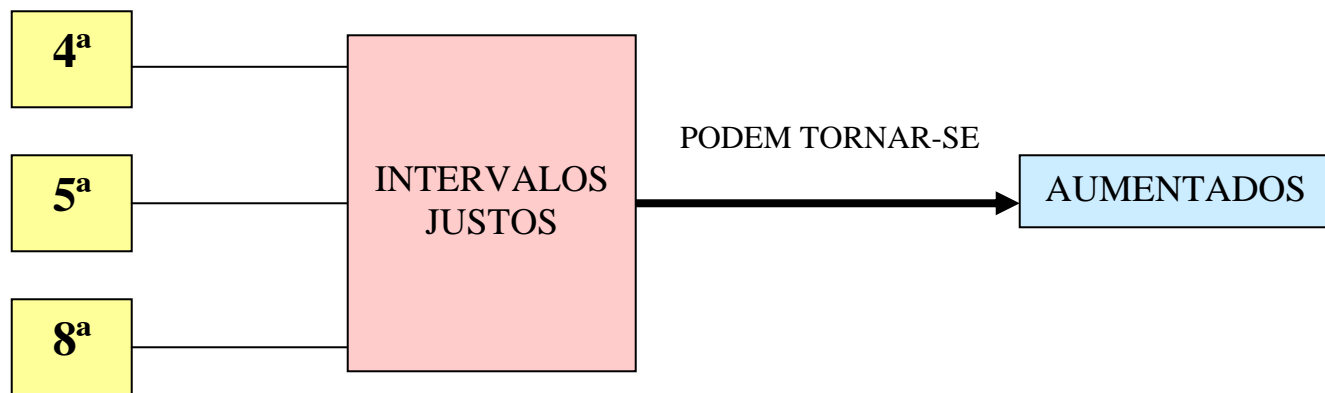 4ª
5ª
8ª
INTERVALOS
JUSTOS
PODEM TORNAR-SE
AUMENTADOS